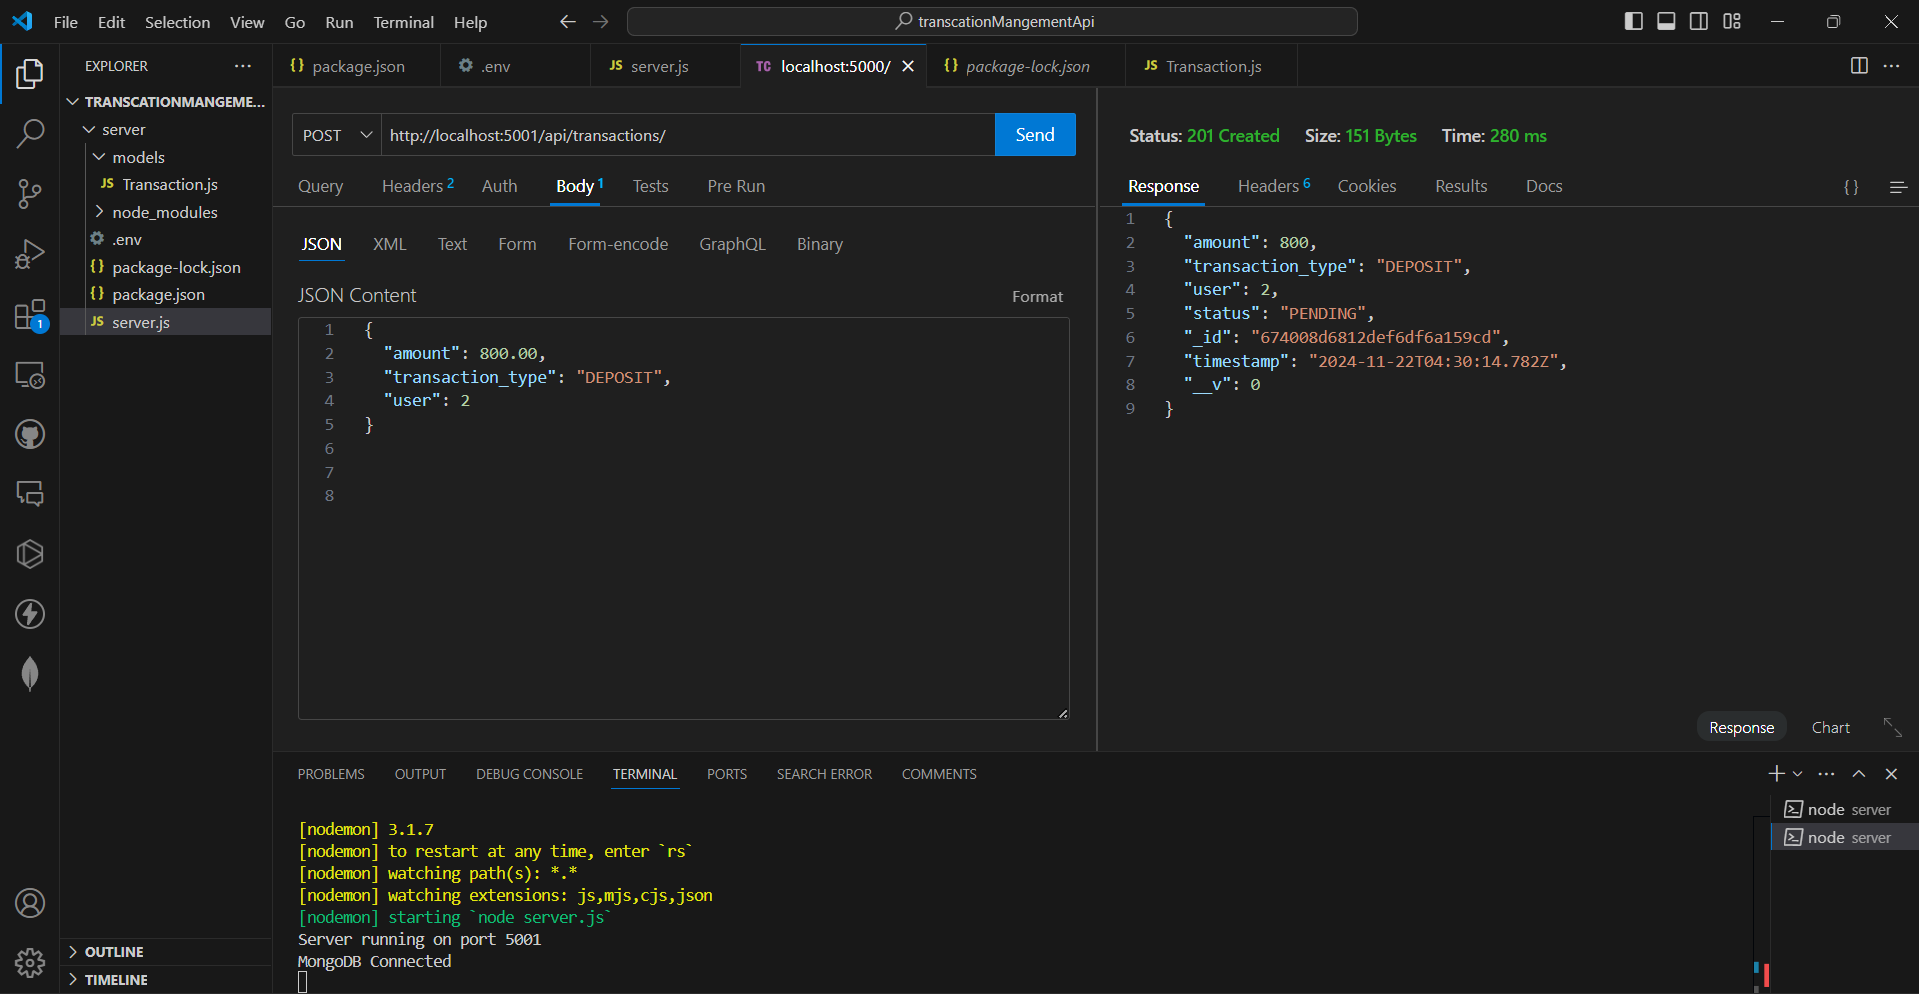 File Edit Selection View Go Run Terminal Help
transcationMangementApi
EXPLORER
TRANSCATIONMANGEME...
server
models
JS Transaction.js
node_modules
.env
{} package-lock.json
{} package.json
JS server.js
OUTLINE
TIMELINE
1
{} package.json
.env
JS server.js
TC localhost:5000/
{} package-lock.json
JS Transaction.js
POST http://localhost:5001/api/transactions/ Send
Query Headers 2 Auth Body 1 Tests Pre Run
JSON XML Text Form Form-encode GraphQL Binary
JSON Content Format
1 {
2 "amount": 800.00,
3 "transaction_type": "DEPOSIT",
4 "user": 2
5 }
6
7
8
Status: 201 Created Size: 151 Bytes Time: 280 ms
Response Headers 6 Cookies Results Docs {}
1 {
2 "amount": 800,
3 "transaction_type": "DEPOSIT",
4 "user": 2,
5 "status": "PENDING",
6 "_id": "674008d6812def6df6a159cd",
7 "timestamp": "2024-11-22T04:30:14.782Z",
8 "__v": 0
9 }
Response Chart
PROBLEMS OUTPUT DEBUG CONSOLE TERMINAL PORTS SEARCH ERROR COMMENTS
[nodemon] 3.1.7
[nodemon] to restart at any time, enter `rs`
[nodemon] watching path(s): *.*
[nodemon] watching extensions: js,mjs,cjs,json
[nodemon] starting `node server.js`
Server running on port 5001
MongoDB Connected
node server
node server